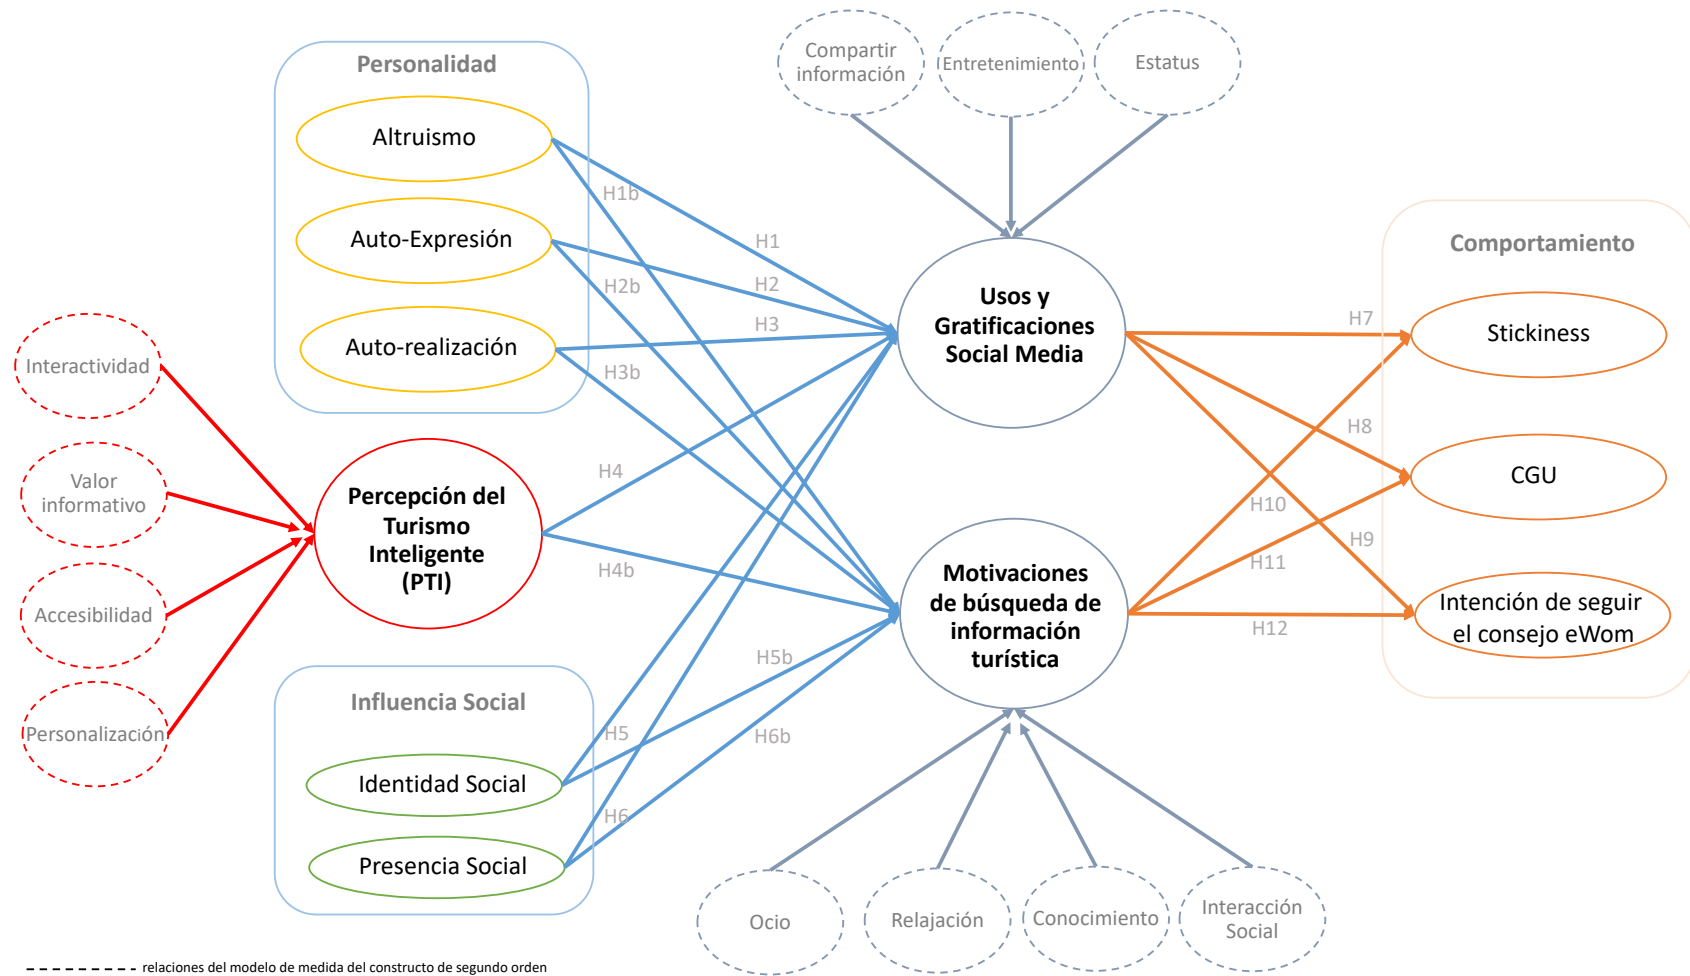 Compartir
información
Entretenimiento
Estatus
Personalidad
Altruismo
Auto-Expresión
Auto-realización
H1b
H1
H2b
H2
H3
H3b
Usos y
Gratificaciones
Social Media
Comportamiento
Stickiness
CGU
Intención de seguir
el consejo eWom
H7
H8
H10
H9
H11
H12
Interactividad
Valor
informativo
Accesibilidad
Personalización
Percepción del
Turismo
Inteligente
(PTI)
H4
H4b
Motivaciones
de búsqueda de
información
turística
Influencia Social
Identidad Social
Presencia Social
H5b
H5
H6b
H6
Ocio
Relajación
Conocimiento
Interacción
Social
relaciones del modelo de medida del constructo de segundo orden